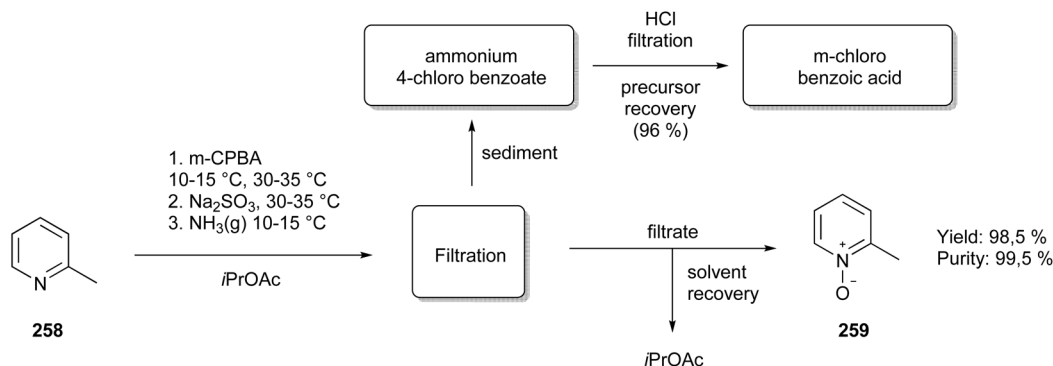 HCl
filtration
ammonium
4-chloro benzoate
m-chloro
benzoic acid
precursor
recovery
(96 %)
sediment
1. m-CPBA
10-15 °C, 30-35 °C
2. Na₂SO₃, 30-35 °C
3. NH₃(g) 10-15 °C
iPrOAc
Filtration
filtrate
solvent
recovery
iPrOAc
N
258
N+
O−
259
Yield: 98,5 %
Purity: 99,5 %